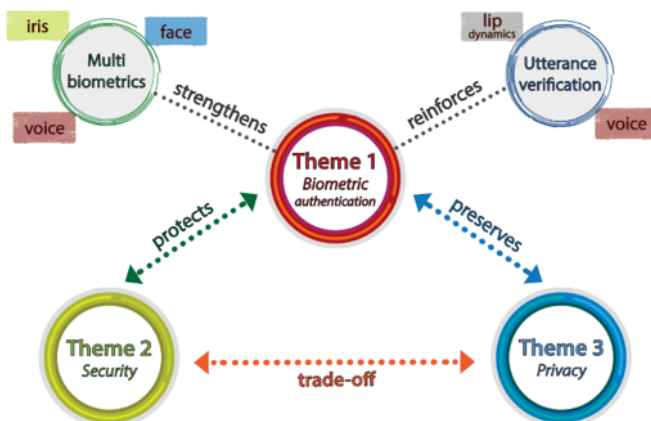 iris
face
Multi
biometrics
voice
lip
dynamics
Utterance
verification
voice
strengthens
reinforces
Theme 1
Biometric
authentication
protects
preserves
Theme 2
Security
trade-off
Theme 3
Privacy